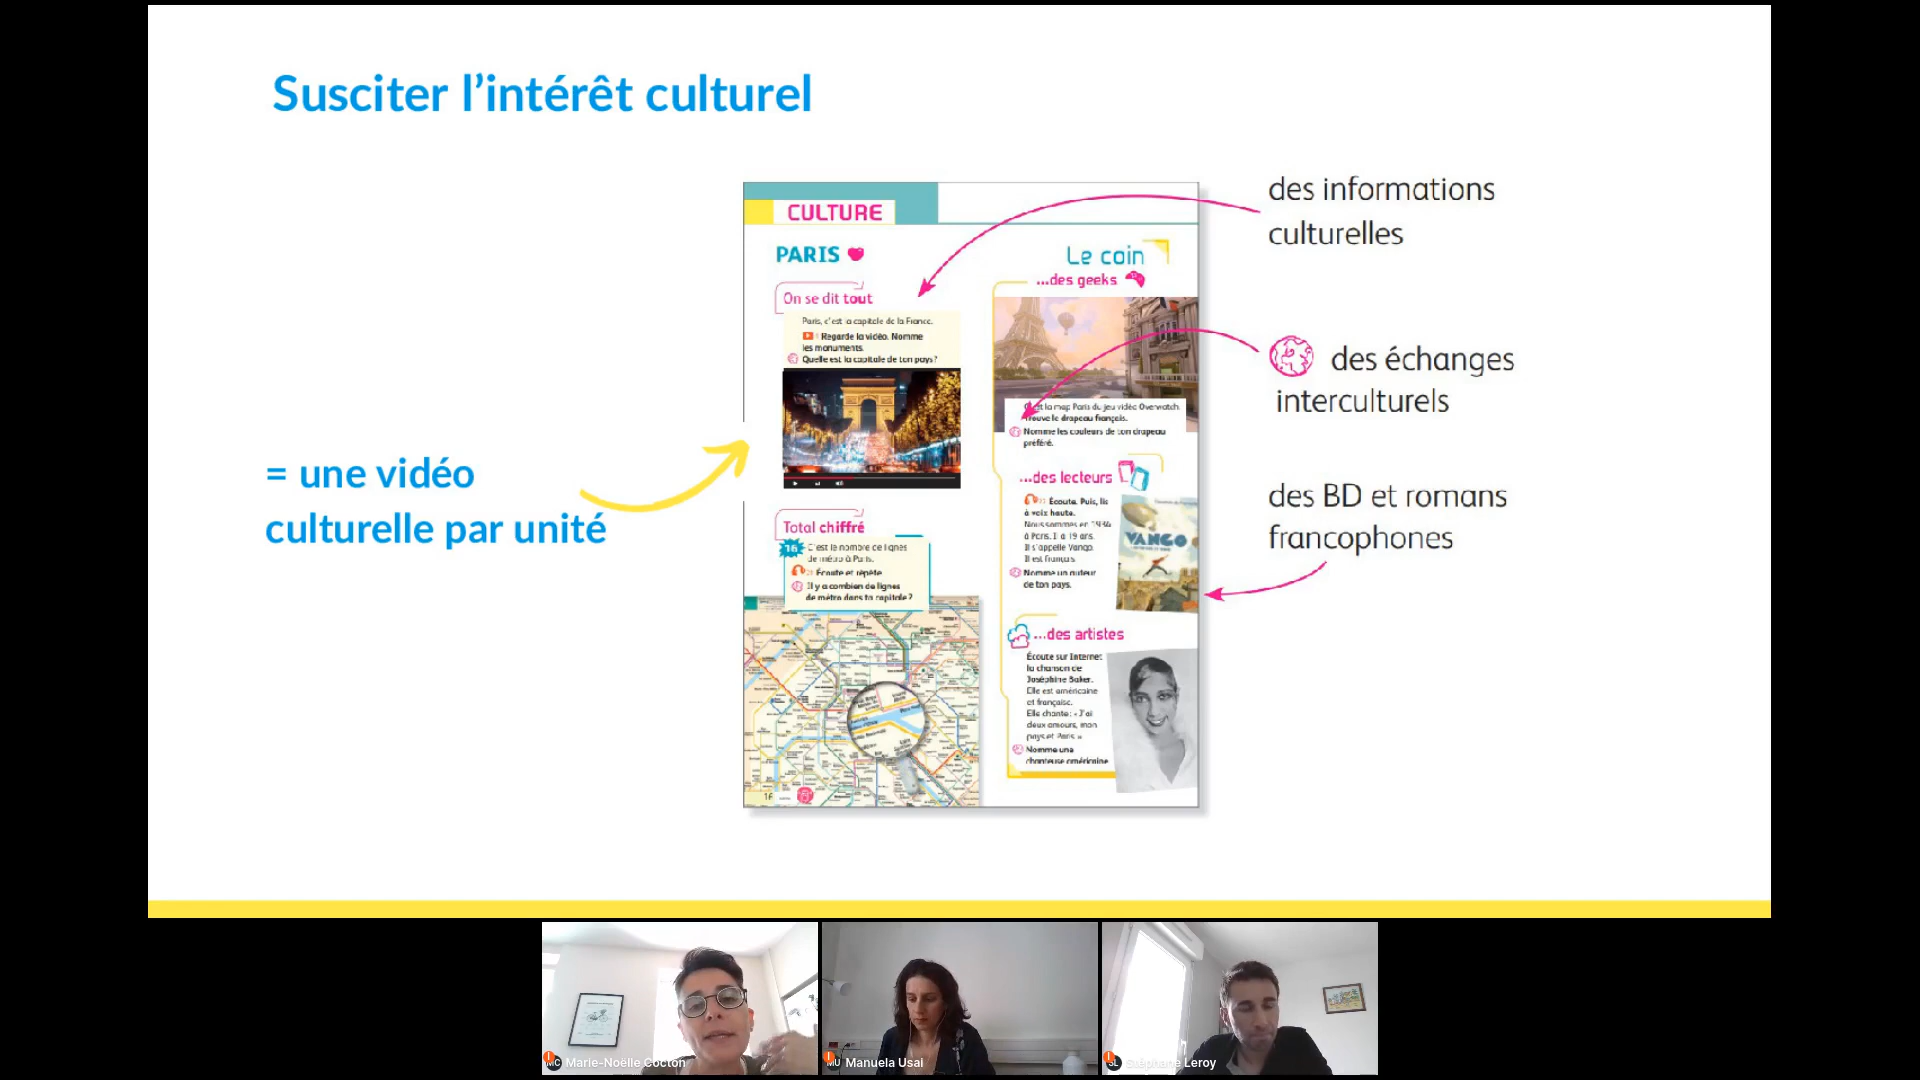 Susciter l’intérêt culturel
= une vidéo
culturelle par unité
CULTURE
PARIS
On se dit tout
Paris, c'est la capitale de la France.
Regarde la vidéo. Nomme
les monuments.
Quelle est la capitale de ton pays ?
Total chiffré
16 C'est le nombre de lignes
de métro à Paris.
Écoute et répète.
Il y a combien de lignes
de métro dans ta capitale ?
16
Le coin
...des geeks
la map Paris du jeu vidéo Overwatch.
Trouve le drapeau français.
Nomme les couleurs de ton drapeau
préféré.
...des lecteurs
Écoute. Puis, lis
à voix haute.
Nous sommes en 1934
à Paris. Il a 19 ans.
Il s'appelle Vango.
Il est français.
Nomme un auteur
de ton pays.
VANGO
...des artistes
Écoute sur Internet
la chanson de
Joséphine Baker.
Elle est américaine
et française.
Elle chante : « J'ai
deux amours, mon
pays et Paris. »
Nomme une
chanteuse américaine
des informations
culturelles
des échanges
interculturels
des BD et romans
francophones
MC Marie-Noëlle Cocton
MU Manuela Usai
SL Stéphane Leroy